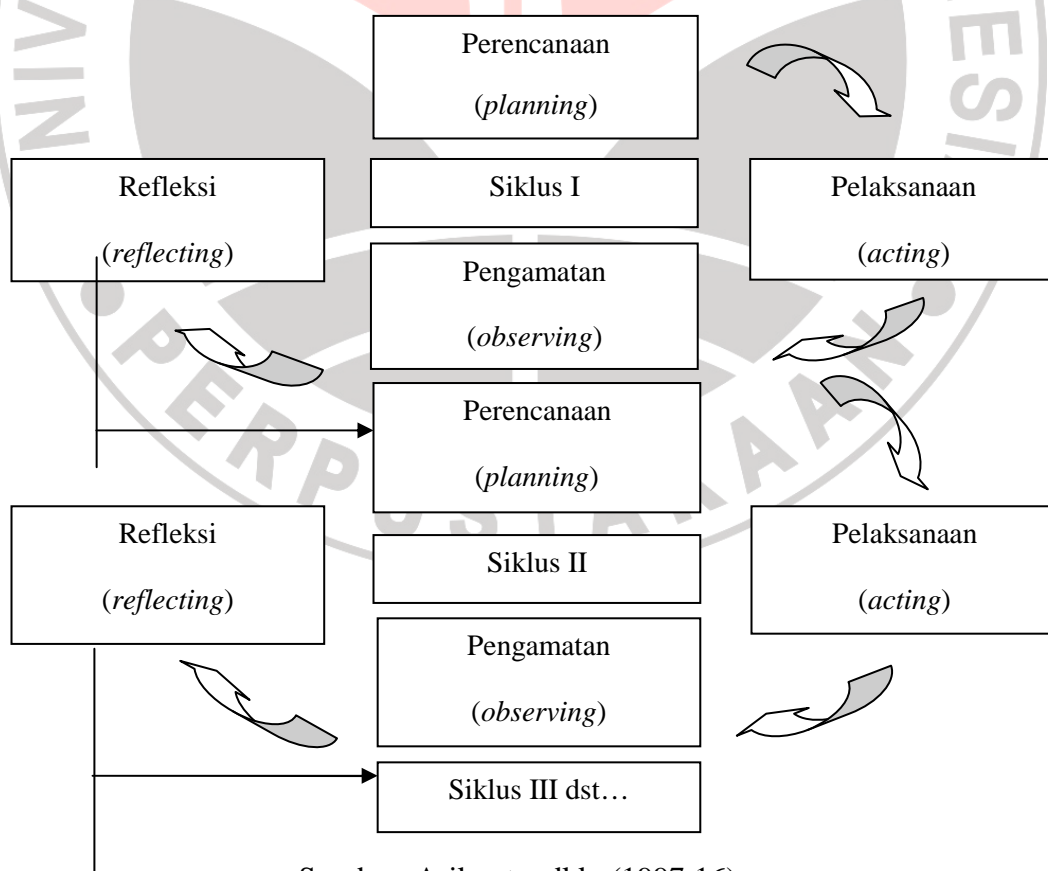 Perencanaan
(planning)
Refleksi
(reflecting)
Siklus I
Pelaksanaan
(acting)
Pengamatan
(observing)
Perencanaan
(planning)
Refleksi
(reflecting)
Siklus II
Pelaksanaan
(acting)
Pengamatan
(observing)
Siklus III dst…
PERPUSTAKAAN